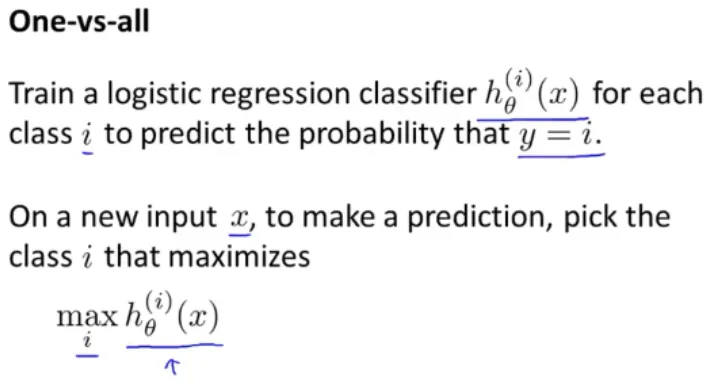 One-vs-all
Train a logistic regression classifier $h_\theta^{(i)}(x)$ for each
class $i$ to predict the probability that $y = i$.
On a new input $x$, to make a prediction, pick the
class $i$ that maximizes
$\max_i h_\theta^{(i)}(x)$